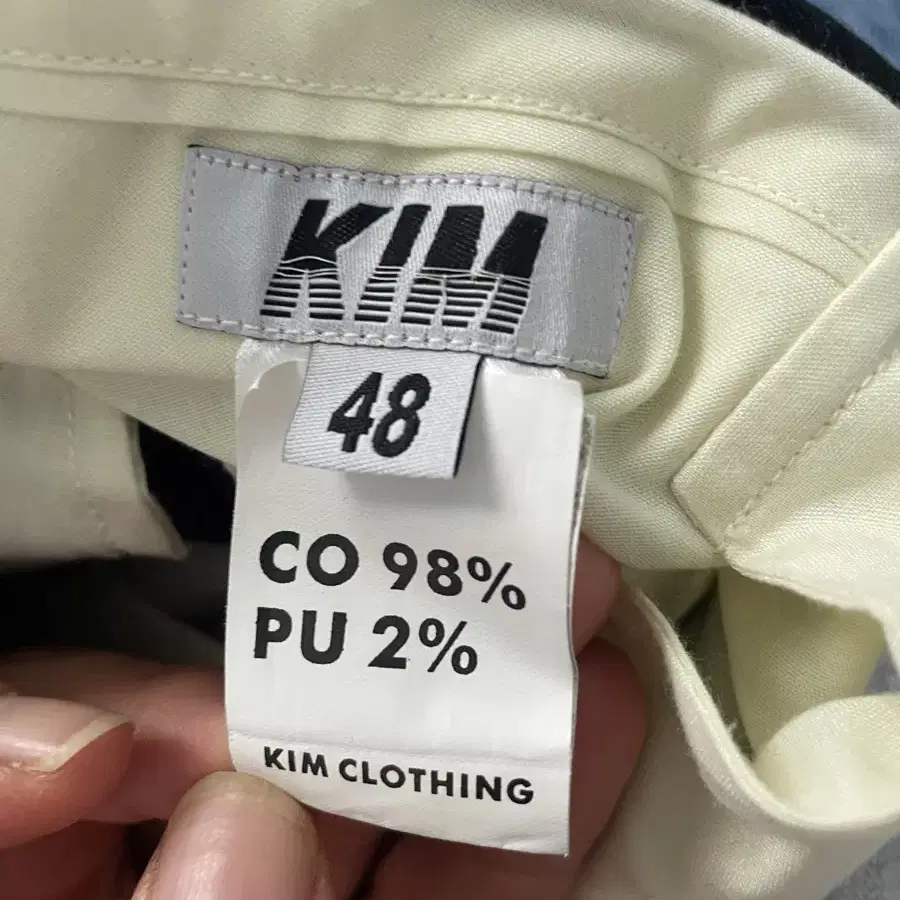 KIM
48
CO 98%
PU 2%
KIM CLOTHING